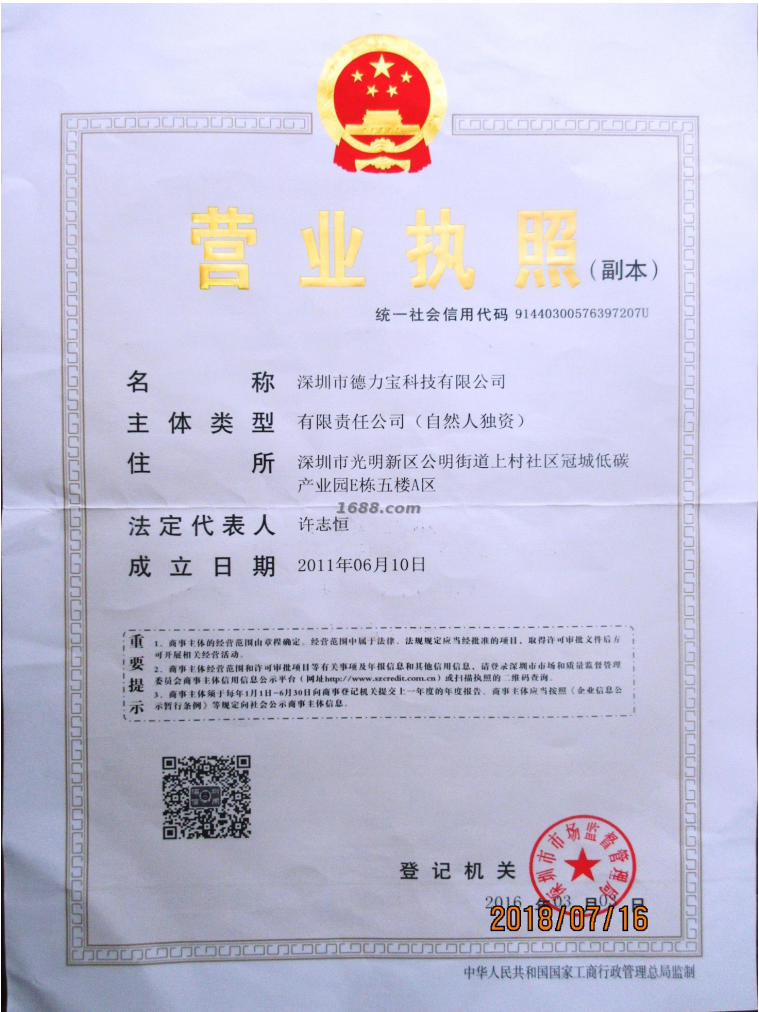 营业执照
（副本）
统一社会信用代码 91440300576397207U
名称 深圳市德力宝科技有限公司
主体类型 有限责任公司（自然人独资）
住所 深圳市光明新区公明街道上村社区冠城低碳
产业园E栋五楼A区
1688.com
法定代表人 许志恒
成立日期 2011年06月10日
重要提示
1、商事主体的经营范围由章程确定。经营范围中属于法律、法规规定应当经批准的项目，取得许可审批文件后方
可开展相关经营活动。
2、商事主体经营范围和许可审批项目等有关事项及年报信息和其他信用信息，请登录深圳市市场和质量监督管理
委员会商事主体信用信息公示平台（网址http://www.szcredit.com.cn）或扫描执照的二维码查询。
3、商事主体须于每年1月1日-6月30日向商事登记机关提交上一年度的年度报告。商事主体应当按照《企业信息公
示暂行条例》等规定向社会公示商事主体信息。
深圳市市场监督管理局
登记机关
2016年03月03日
2018/07/16
中华人民共和国国家工商行政管理总局监制